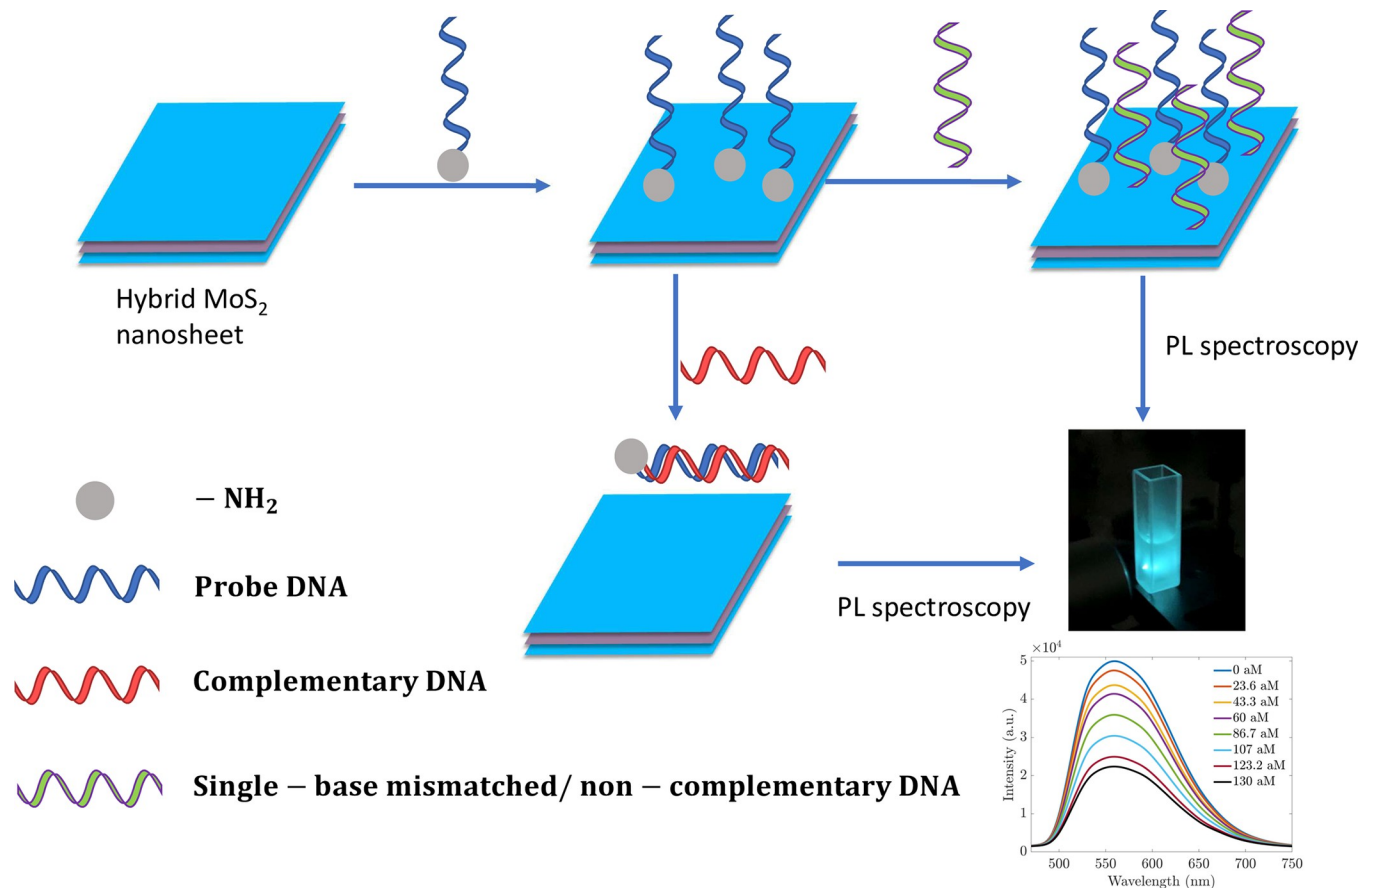 Hybrid MoS₂
nanosheet
PL spectroscopy
− NH₂
Probe DNA
PL spectroscopy
Complementary DNA
Single − base mismatched/ non − complementary DNA
×10⁴
5
4
3
2
1
0
Intensity (a.u.)
0 aM
23.6 aM
43.3 aM
60 aM
86.7 aM
107 aM
123.2 aM
130 aM
500 550 600 650 700 750
Wavelength (nm)